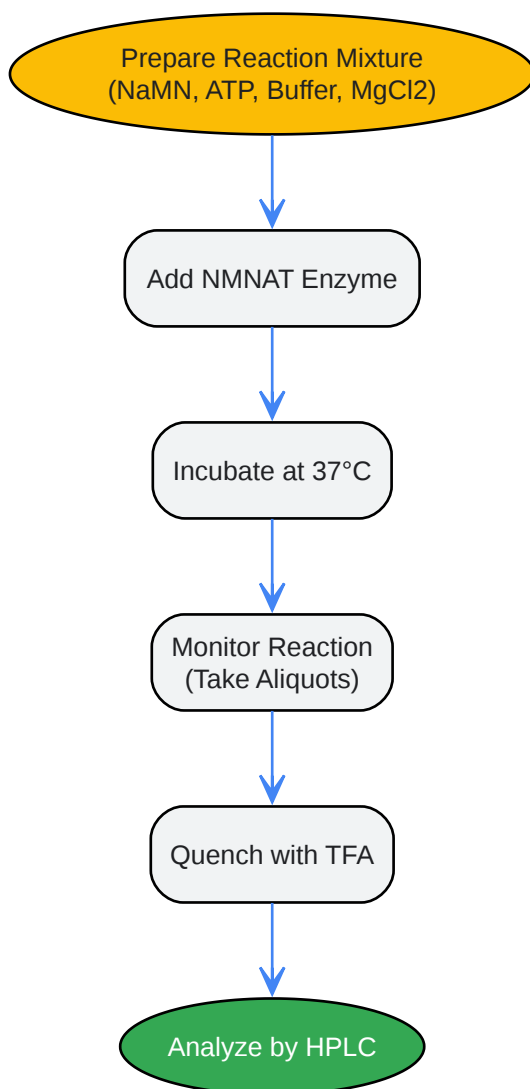 Prepare Reaction Mixture
(NaMN, ATP, Buffer, MgCl2)
Add NMNAT Enzyme
Incubate at 37°C
Monitor Reaction
(Take Aliquots)
Quench with TFA
Analyze by HPLC